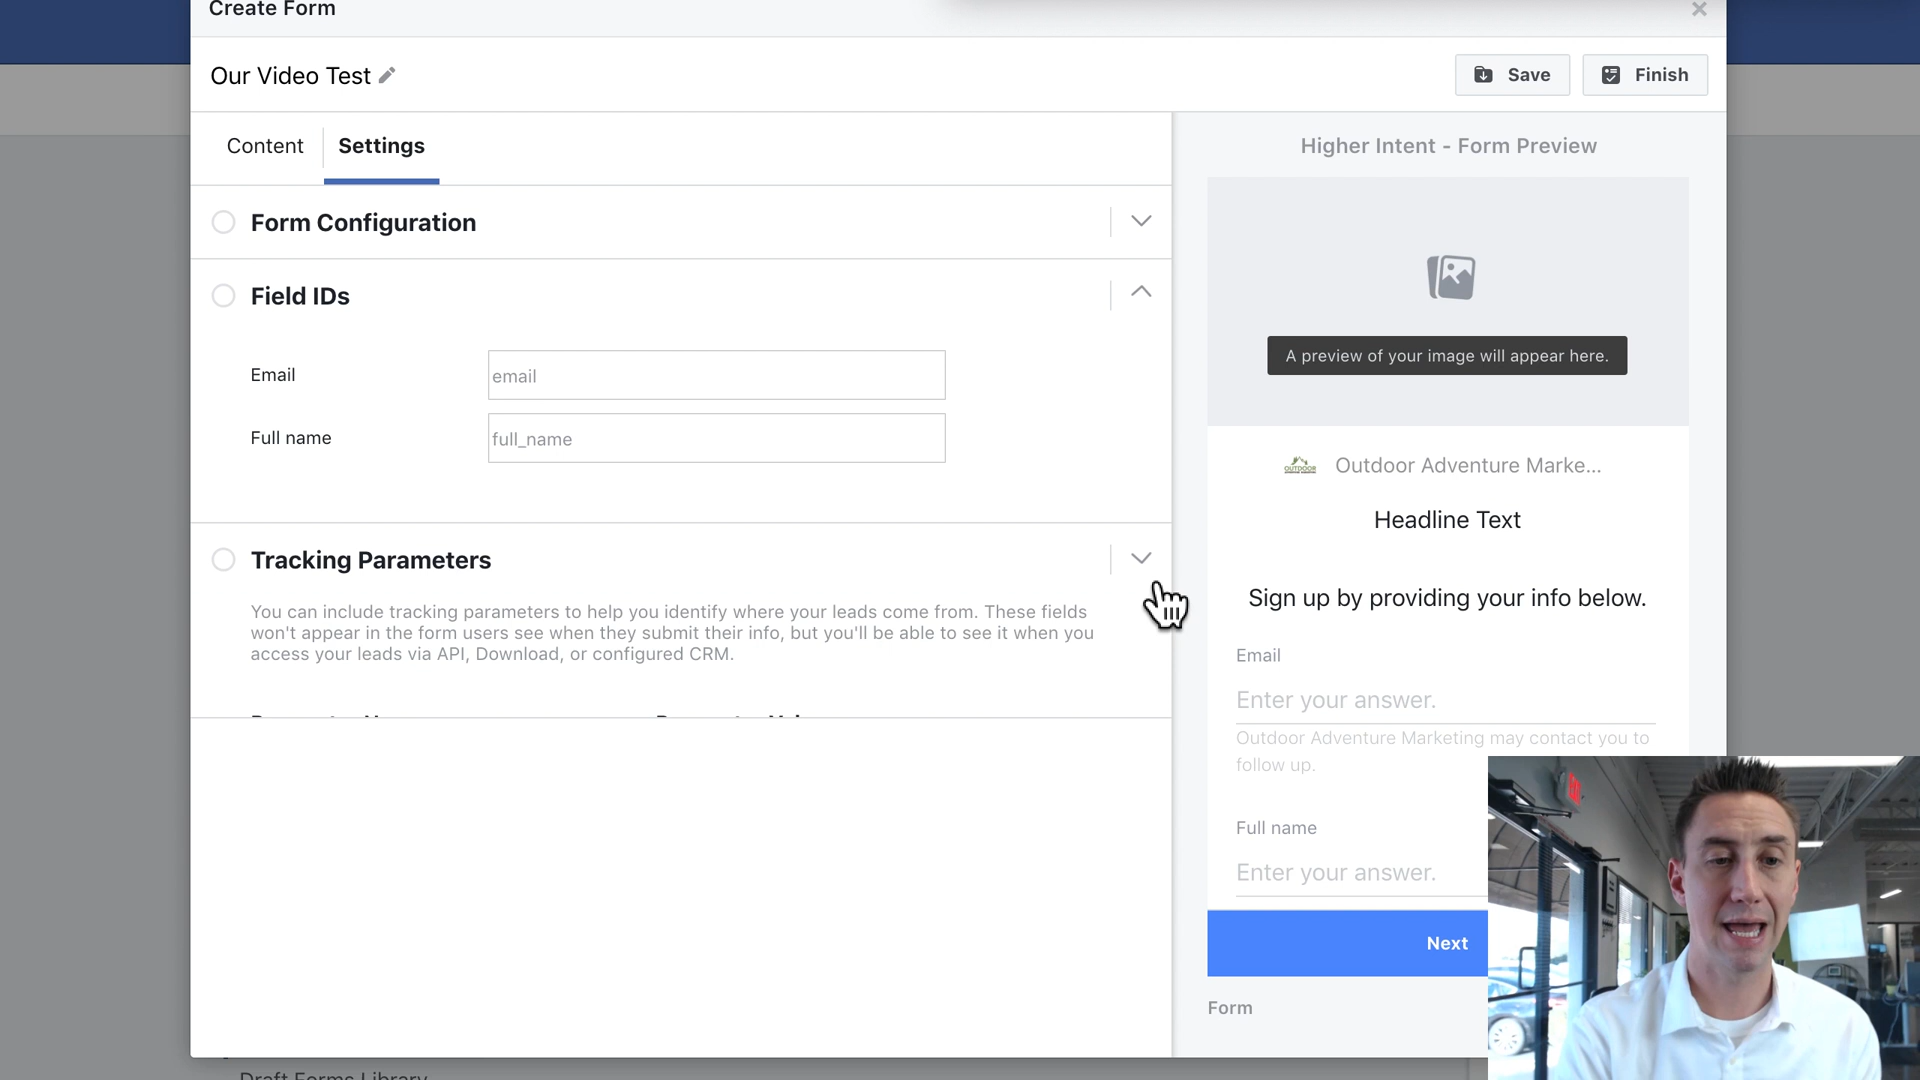 Create Form
Our Video Test
Save
Finish
Content
Settings
Form Configuration
Field IDs
Email
email
Full name
full_name
Tracking Parameters
You can include tracking parameters to help you identify where your leads come from. These fields
won't appear in the form users see when they submit their info, but you'll be able to see it when you
access your leads via API, Download, or configured CRM.
Higher Intent - Form Preview
A preview of your image will appear here.
OUTDOOR
Outdoor Adventure Marke...
Headline Text
Sign up by providing your info below.
Email
Enter your answer.
Outdoor Adventure Marketing may contact you to
follow up.
Full name
Enter your answer.
Next
Form
Draft Forms Library